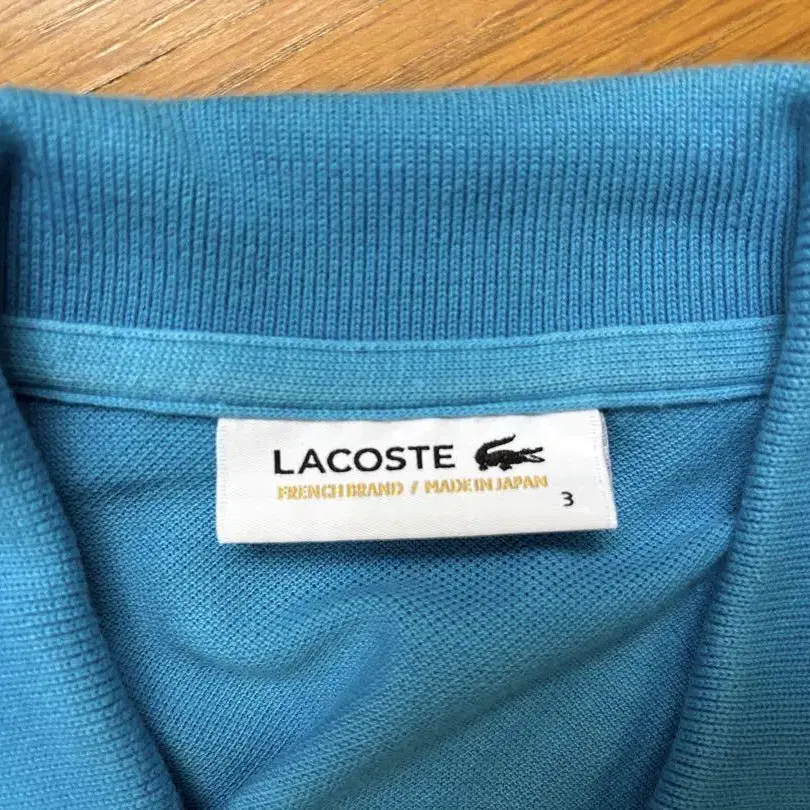 LACOSTE
FRENCH BRAND / MADE IN JAPAN
3